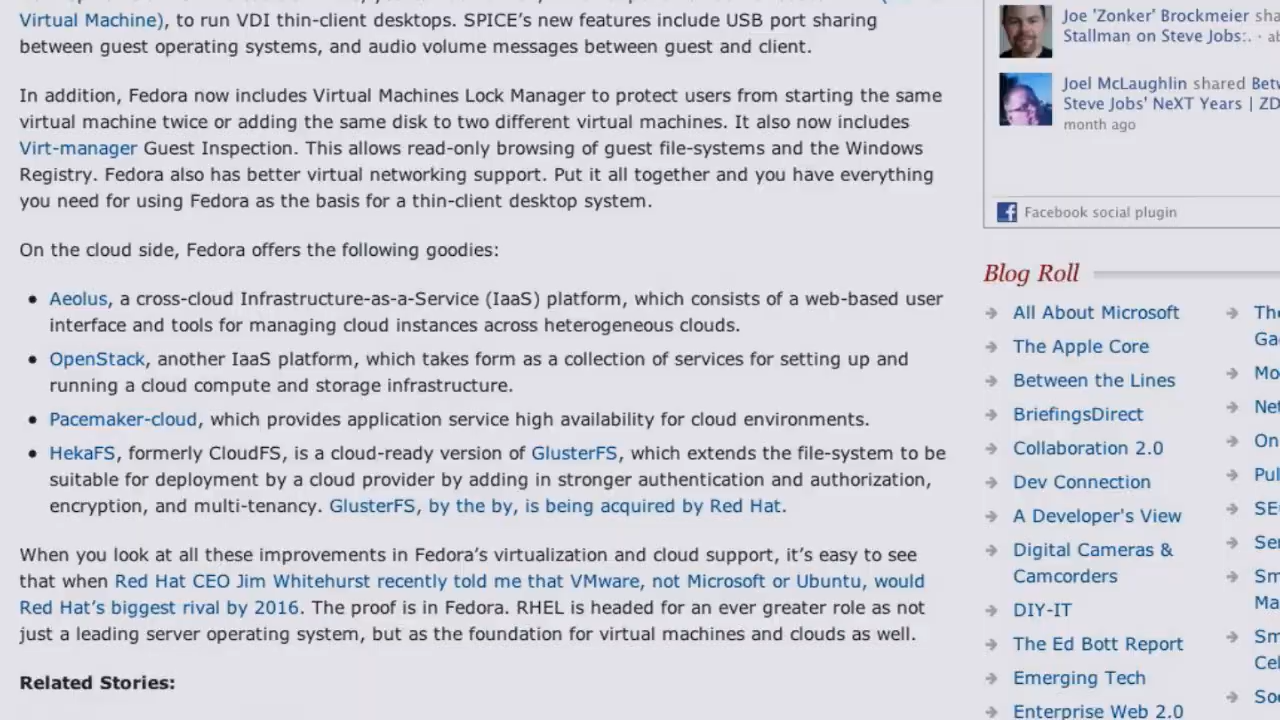 Virtual Machine), to run VDI thin-client desktops. SPICE's new features include USB port sharing
between guest operating systems, and audio volume messages between guest and client.
In addition, Fedora now includes Virtual Machines Lock Manager to protect users from starting the same
virtual machine twice or adding the same disk to two different virtual machines. It also now includes
Virt-manager Guest Inspection. This allows read-only browsing of guest file-systems and the Windows
Registry. Fedora also has better virtual networking support. Put it all together and you have everything
you need for using Fedora as the basis for a thin-client desktop system.
On the cloud side, Fedora offers the following goodies:
Aeolus, a cross-cloud Infrastructure-as-a-Service (IaaS) platform, which consists of a web-based user
interface and tools for managing cloud instances across heterogeneous clouds.
OpenStack, another IaaS platform, which takes form as a collection of services for setting up and
running a cloud compute and storage infrastructure.
Pacemaker-cloud, which provides application service high availability for cloud environments.
HekaFS, formerly CloudFS, is a cloud-ready version of GlusterFS, which extends the file-system to be
suitable for deployment by a cloud provider by adding in stronger authentication and authorization,
encryption, and multi-tenancy. GlusterFS, by the by, is being acquired by Red Hat.
When you look at all these improvements in Fedora's virtualization and cloud support, it's easy to see
that when Red Hat CEO Jim Whitehurst recently told me that VMware, not Microsoft or Ubuntu, would
Red Hat's biggest rival by 2016. The proof is in Fedora. RHEL is headed for an ever greater role as not
just a leading server operating system, but as the foundation for virtual machines and clouds as well.
Related Stories:
Joe 'Zonker' Brockmeier sha
Stallman on Steve Jobs:. · ab
Joel McLaughlin shared Betw
Steve Jobs' NeXT Years | ZD
month ago
Facebook social plugin
Blog Roll
All About Microsoft
The Apple Core
Between the Lines
BriefingsDirect
Collaboration 2.0
Dev Connection
A Developer's View
Digital Cameras &
Camcorders
DIY-IT
The Ed Bott Report
Emerging Tech
Enterprise Web 2.0
The
Ga
Mo
Net
On
Pul
SE
Ser
Sm
Ma
Sm
Cel
Soc